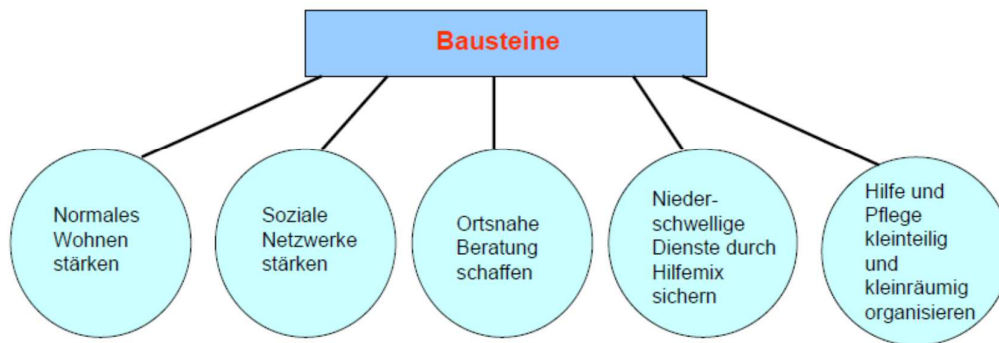 Bausteine
Normales
Wohnen
stärken
Soziale
Netzwerke
stärken
Ortsnahe
Beratung
schaffen
Nieder-
schwellige
Dienste durch
Hilfemix
sichern
Hilfe und
Pflege
kleinteilig
und
kleinräumig
organisieren